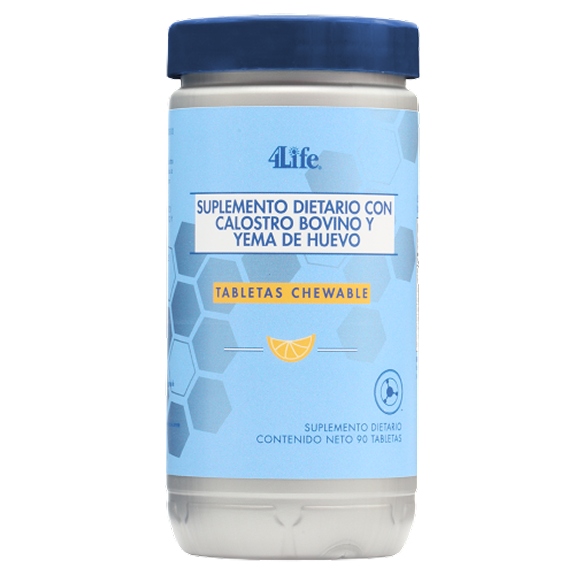 4Life
SUPLEMENTO DIETARIO CON
CALOSTRO BOVINO Y
YEMA DE HUEVO
TABLETAS CHEWABLE
SUPLEMENTO DIETARIO
CONTENIDO NETO 90 TABLETAS